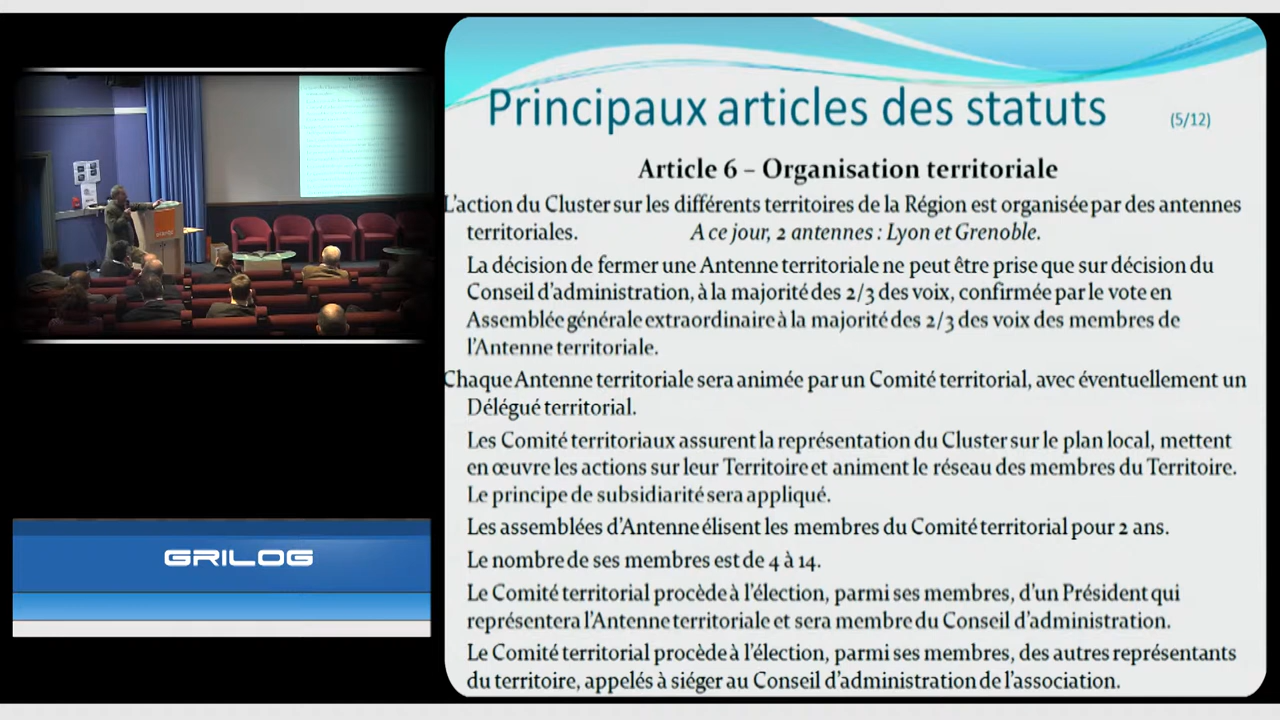 Principaux articles des statuts (5/12)
Article 6 – Organisation territoriale
L'action du Cluster sur les différents territoires de la Région est organisée par des antennes
territoriales. A ce jour, 2 antennes : Lyon et Grenoble.
La décision de fermer une Antenne territoriale ne peut être prise que sur décision du
Conseil d'administration, à la majorité des 2/3 des voix, confirmée par le vote en
Assemblée générale extraordinaire à la majorité des 2/3 des voix des membres de
l'Antenne territoriale.
Chaque Antenne territoriale sera animée par un Comité territorial, avec éventuellement un
Délégué territorial.
Les Comité territoriaux assurent la représentation du Cluster sur le plan local, mettent
en œuvre les actions sur leur Territoire et animent le réseau des membres du Territoire.
Le principe de subsidiarité sera appliqué.
Les assemblées d'Antenne élisent les membres du Comité territorial pour 2 ans.
Le nombre de ses membres est de 4 à 14.
Le Comité territorial procède à l'élection, parmi ses membres, d'un Président qui
représentera l'Antenne territoriale et sera membre du Conseil d'administration.
Le Comité territorial procède à l'élection, parmi ses membres, des autres représentants
du territoire, appelés à siéger au Conseil d'administration de l'association.
GRILOG